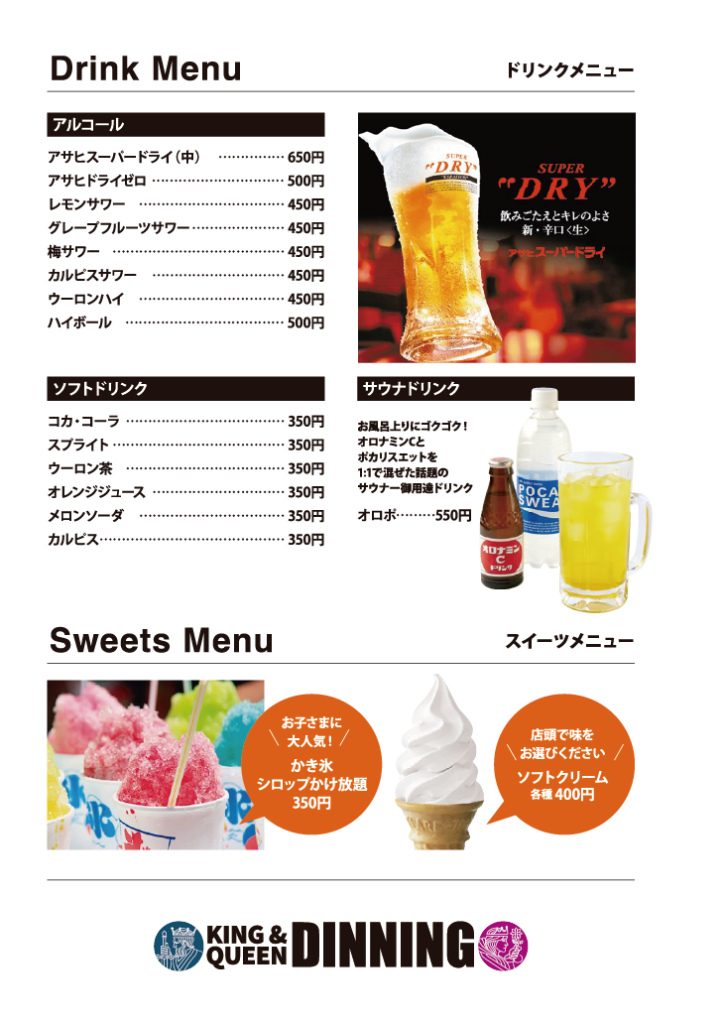 Drink Menu
ドリンクメニュー
アルコール
アサヒスーパードライ（中） …………… 650円
アサヒドライゼロ ……………………… 500円
レモンサワー ………………………… 450円
グレープフルーツサワー ……………… 450円
梅サワー ……………………………… 450円
カルピスサワー ……………………… 450円
ウーロンハイ ………………………… 450円
ハイボール …………………………… 500円
SUPER
"DRY"
SUPER
"DRY"
飲みごたえとキレのよさ
新・辛口〈生〉
アサヒスーパードライ
ソフトドリンク
コカ・コーラ …………………………… 350円
スプライト ……………………………… 350円
ウーロン茶 …………………………… 350円
オレンジジュース ……………………… 350円
メロンソーダ ………………………… 350円
カルピス ………………………………… 350円
サウナドリンク
お風呂上りにゴクゴク！
オロナミンCと
ポカリスエットを
1:1で混ぜた話題の
サウナー御用達ドリンク
オロポ………550円
POCA
SWEA
オロナミン
C
ドリンク
Sweets Menu
スイーツメニュー
お子さまに
大人気！
かき氷
シロップかけ放題
350円
店頭で味を
お選びください
ソフトクリーム
各種 400円
KING &
QUEEN
DINNING